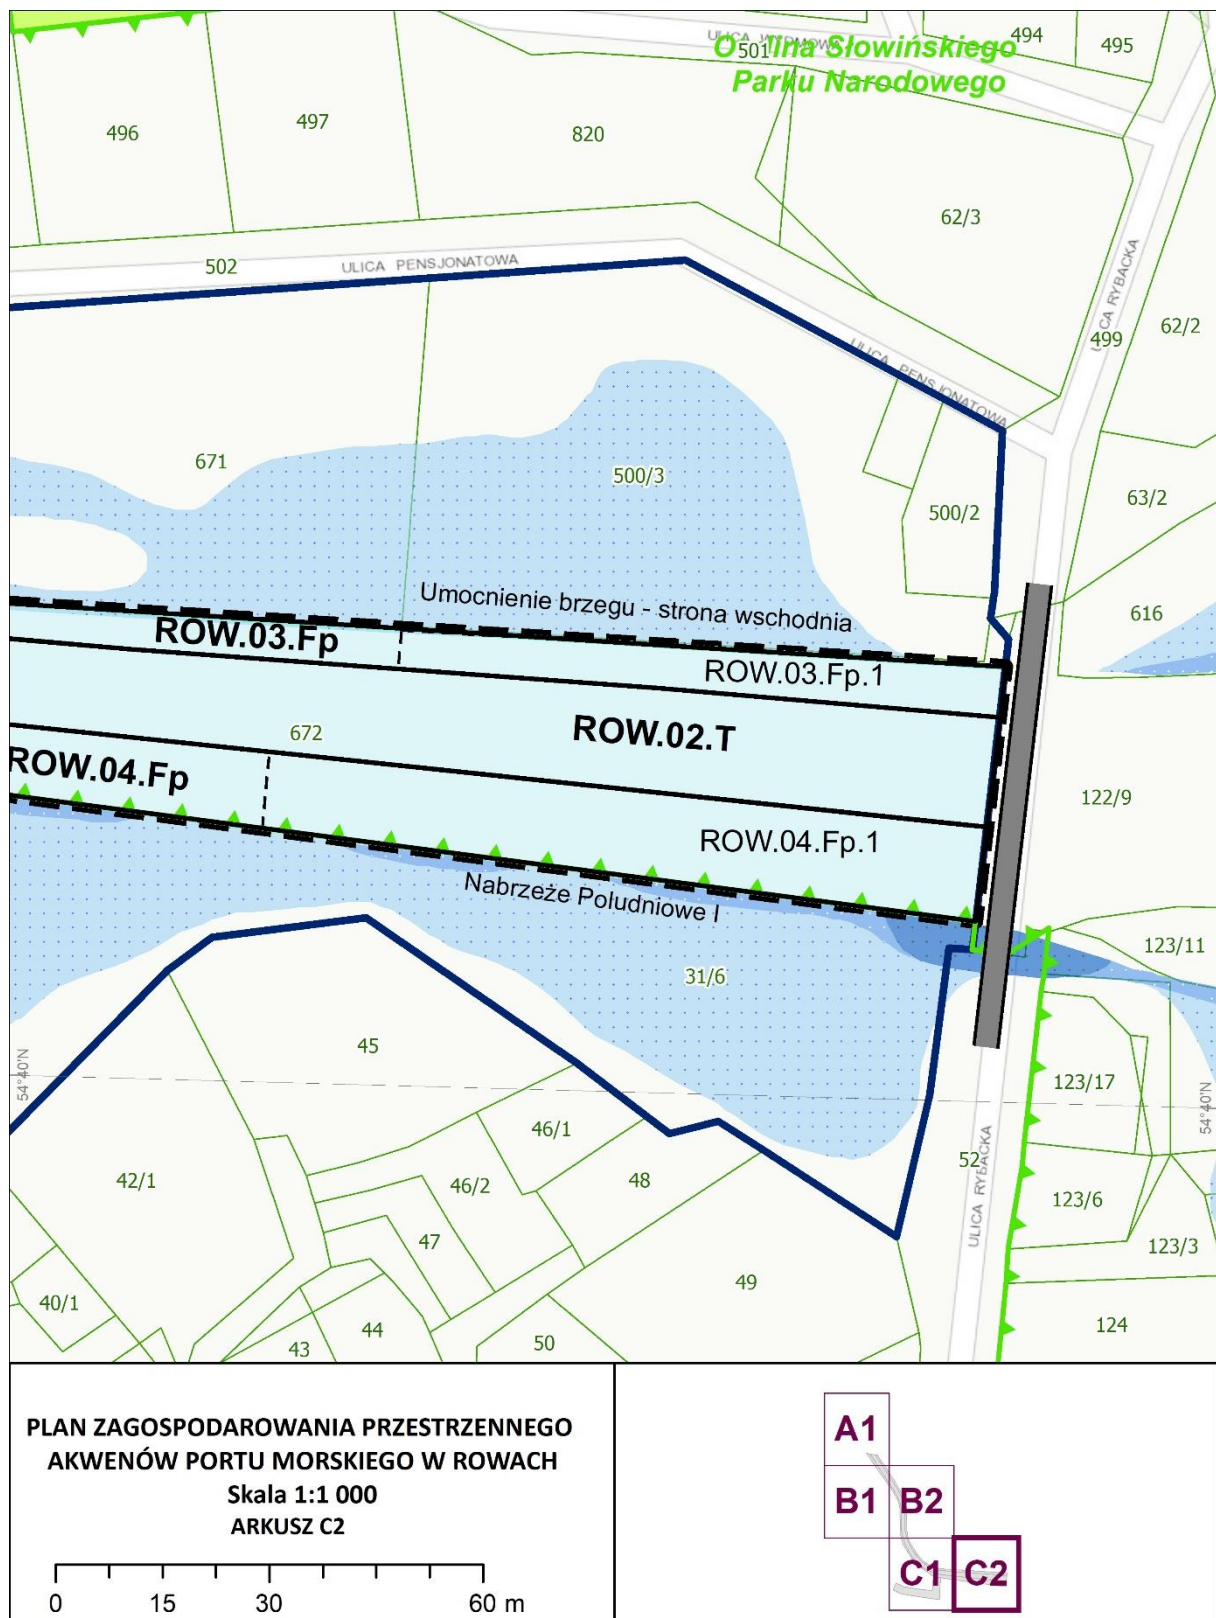 ULICA WYDMOWA
501
494
495
Parku Narodowego
496
497
820
62/3
502
ULICA PENSJONATOWA
ULICA RYBACKA
499
62/2
ULICA PENSJONATOWA
671
500/3
500/2
63/2
Umocnienie brzegu - strona wschodnia
616
ROW.03.Fp
ROW.03.Fp.1
672
ROW.02.T
ROW.04.Fp
122/9
ROW.04.Fp.1
Nabrzeże Południowe I
31/6
123/11
45
54°40'N
54°40'N
123/17
46/1
42/1
46/2
48
52
ULICA RYBACKA
123/6
47
123/3
49
40/1
44
43
50
124
PLAN ZAGOSPODAROWANIA PRZESTRZENNEGO
AKWENÓW PORTU MORSKIEGO W ROWACH
Skala 1:1 000
ARKUSZ C2
0 15 30 60 m
A1
B1 B2
C1 C2